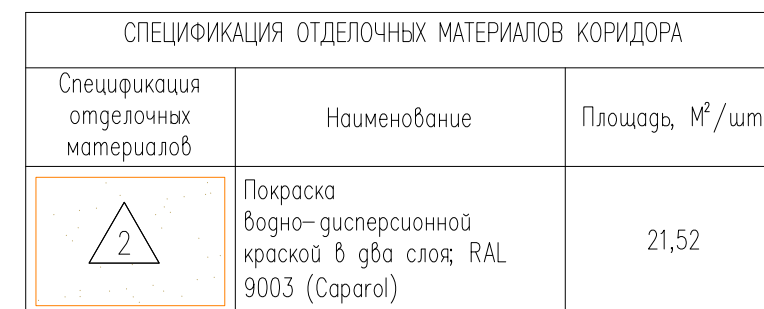 СПЕЦИФИКАЦИЯ ОТДЕЛОЧНЫХ МАТЕРИАЛОВ КОРИДОРА
Спецификация
отделочных
материалов
Наименование
Площадь, М²/шт
2
Покраска
водно-дисперсионной
краской в два слоя; RAL
9003 (Caparol)
21,52